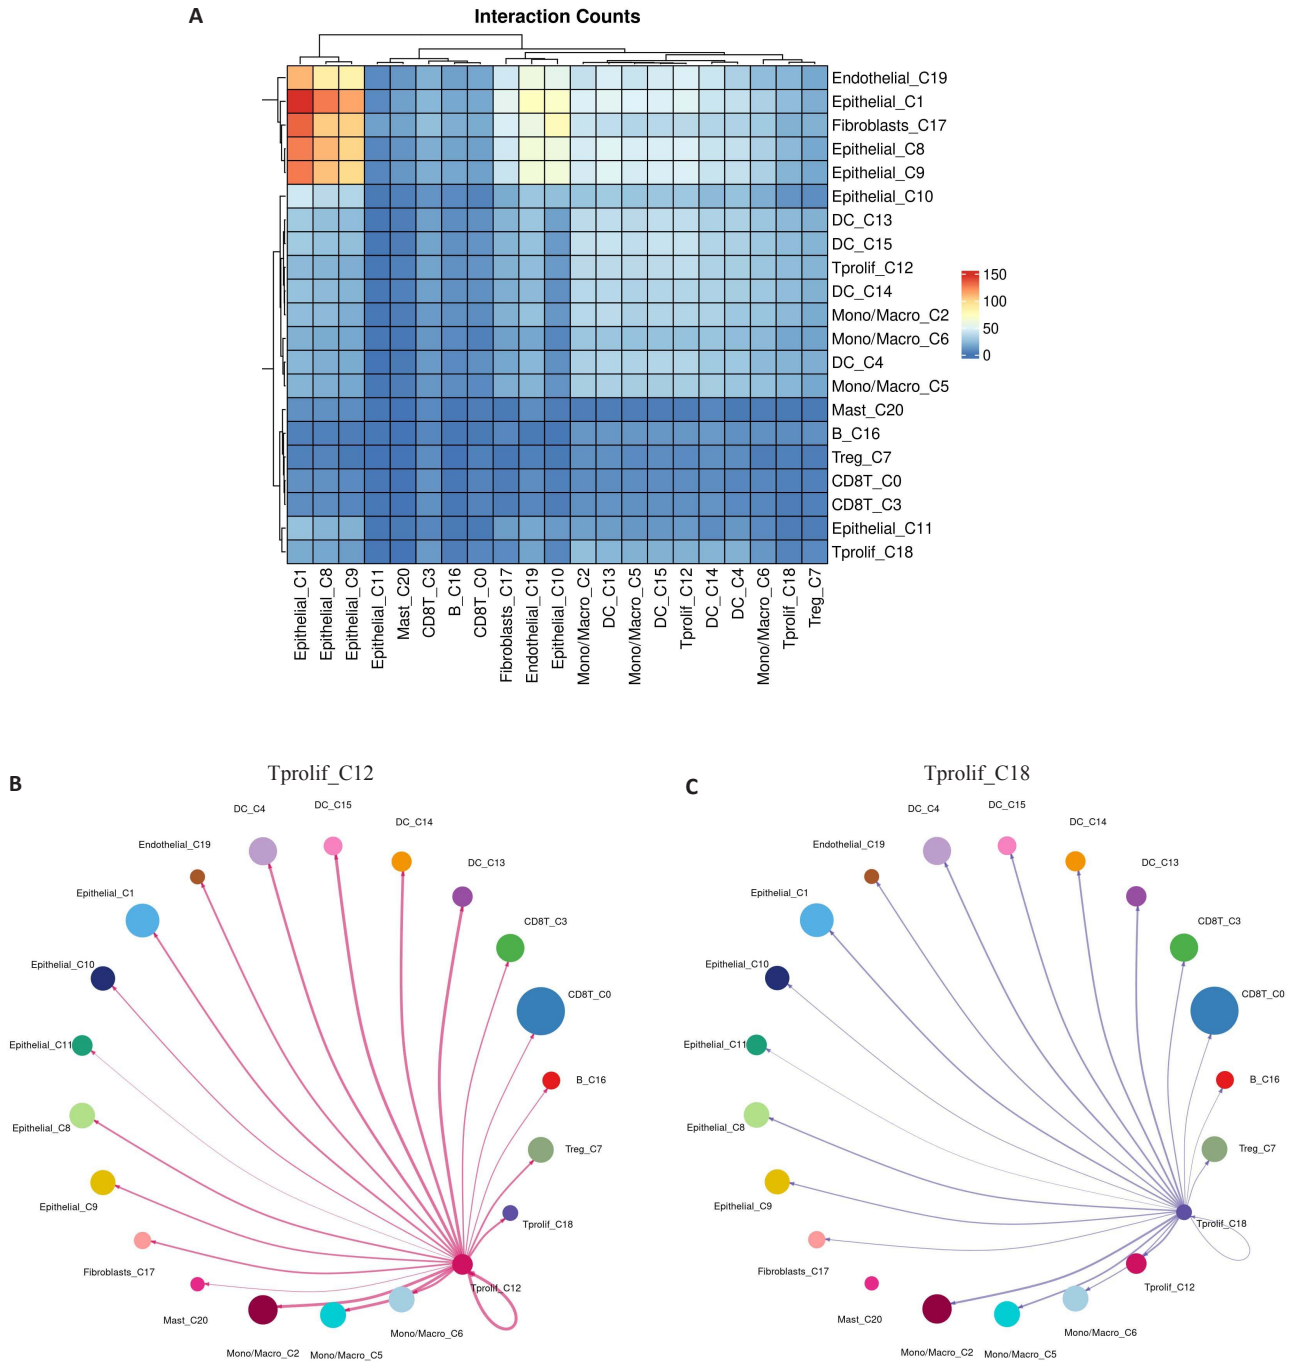 A
Interaction Counts
Endothelial_C19
Epithelial_C1
Fibroblasts_C17
Epithelial_C8
Epithelial_C9
Epithelial_C10
DC_C13
DC_C15
Tprolif_C12
DC_C14
Mono/Macro_C2
Mono/Macro_C6
DC_C4
Mono/Macro_C5
Mast_C20
B_C16
Treg_C7
CD8T_C0
CD8T_C3
Epithelial_C11
Tprolif_C18
150
100
50
0
Epithelial_C1
Epithelial_C8
Epithelial_C9
Epithelial_C11
Mast_C20
CD8T_C3
B_C16
CD8T_C0
Fibroblasts_C17
Endothelial_C19
Epithelial_C10
Mono/Macro_C2
DC_C13
Mono/Macro_C5
DC_C15
Tprolif_C12
DC_C14
DC_C4
Mono/Macro_C6
Tprolif_C18
Treg_C7
B
Tprolif_C12
DC_C4
DC_C15
DC_C14
Endothelial_C19
DC_C13
Epithelial_C1
CD8T_C3
Epithelial_C10
CD8T_C0
Epithelial_C11
B_C16
Epithelial_C8
Treg_C7
Epithelial_C9
Tprolif_C18
Fibroblasts_C17
Tprolif_C12
Mast_C20
Mono/Macro_C6
Mono/Macro_C2
Mono/Macro_C5
C
Tprolif_C18
DC_C4
DC_C15
DC_C14
Endothelial_C19
DC_C13
Epithelial_C1
CD8T_C3
Epithelial_C10
CD8T_C0
Epithelial_C11
B_C16
Epithelial_C8
Treg_C7
Epithelial_C9
Tprolif_C18
Fibroblasts_C17
Tprolif_C12
Mast_C20
Mono/Macro_C6
Mono/Macro_C2
Mono/Macro_C5